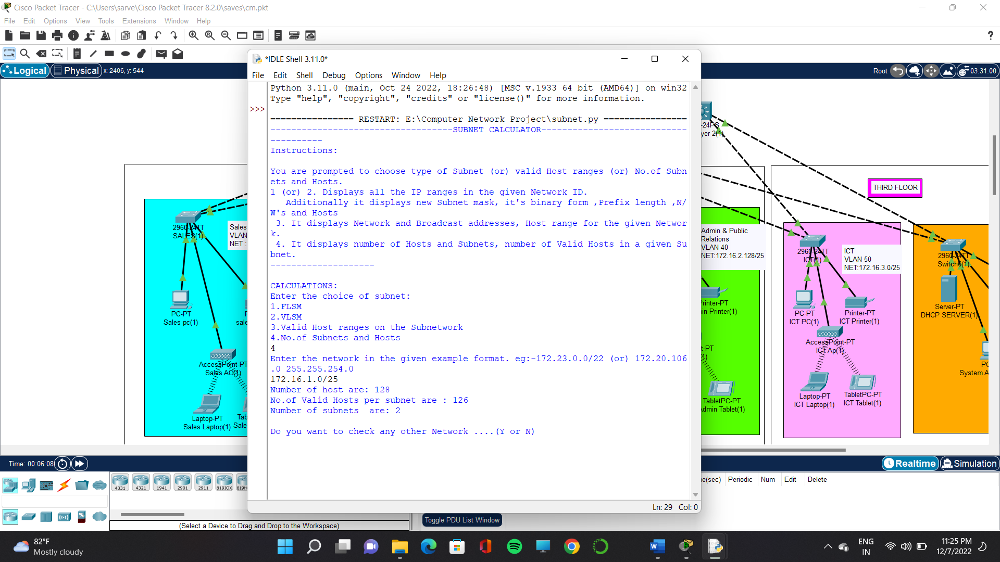 Cisco Packet Tracer - C:\Users\sarve\Cisco Packet Tracer 8.2.0\saves\cm.pkt
File Edit Options View Tools Extensions Window Help
?
Logical Physical x: 2406, y: 544
Root 03:31:00
*IDLE Shell 3.11.0*
File Edit Shell Debug Options Window Help
Python 3.11.0 (main, Oct 24 2022, 18:26:48) [MSC v.1933 64 bit (AMD64)] on win32
Type "help", "copyright", "credits" or "license()" for more information.
>>>
================ RESTART: E:\Computer Network Project\subnet.py ================
-----------------------------------SUBNET CALCULATOR----------------------------
----------
Instructions:
You are prompted to choose type of Subnet (or) valid Host ranges (or) No.of Subn
ets and Hosts.
1 (or) 2. Displays all the IP ranges in the given Network ID.
Additionally it displays new Subnet mask, it's binary form ,Prefix length ,N/
W's and Hosts
3. It displays Network and Broadcast addresses, Host range for the given Networ
k.
4. It displays number of Hosts and Subnets, number of Valid Hosts in a given Su
bnet.
--------------------
CALCULATIONS:
Enter the choice of subnet:
1.FLSM
2.VLSM
3.Valid Host ranges on the Subnetwork
4.No.of Subnets and Hosts
4
Enter the network in the given example format. eg:-172.23.0.0/22 (or) 172.20.106
.0 255.255.254.0
172.16.1.0/25
Number of host are: 128
No.of Valid Hosts per subnet are : 126
Number of subnets  are: 2
Do you want to check any other Network ....(Y or N)
Ln: 29 Col: 0
2960-24TT
SALES(1)
Sales
VLAN
NET :
PC-PT
Sales pc(1)
sale
AccessPoint-PT
Sales AC(1)
Laptop-PT
Sales Laptop(1)
Tab
Sale
-24PS
yer 2(1)
THIRD FLOOR
Admin & Public
Relations
VLAN 40
NET:172.16.2.128/25
Printer-PT
in Printer(1)
t-PT
1)
TabletPC-PT
Admin Tablet(1)
2960-24TT
ICT(1)
ICT
VLAN 50
NET:172.16.3.0/25
PC-PT
ICT PC(1)
Printer-PT
ICT Printer(1)
AccessPoint-PT
ICT Ap(1)
Laptop-PT
ICT Laptop(1)
TabletPC-PT
ICT Tablet(1)
2960-24TT
Switch6(1)
Server-PT
DHCP SERVER(1)
PC
System A
Time: 00:06:08
Realtime Simulation
4331 4321 1941 2901 2911 819IOX 819H
e(sec) Periodic Num Edit Delete
Toggle PDU List Window
(Select a Device to Drag and Drop to the Workspace)
82°F
Mostly cloudy
ENG
IN
11:25 PM
12/7/2022